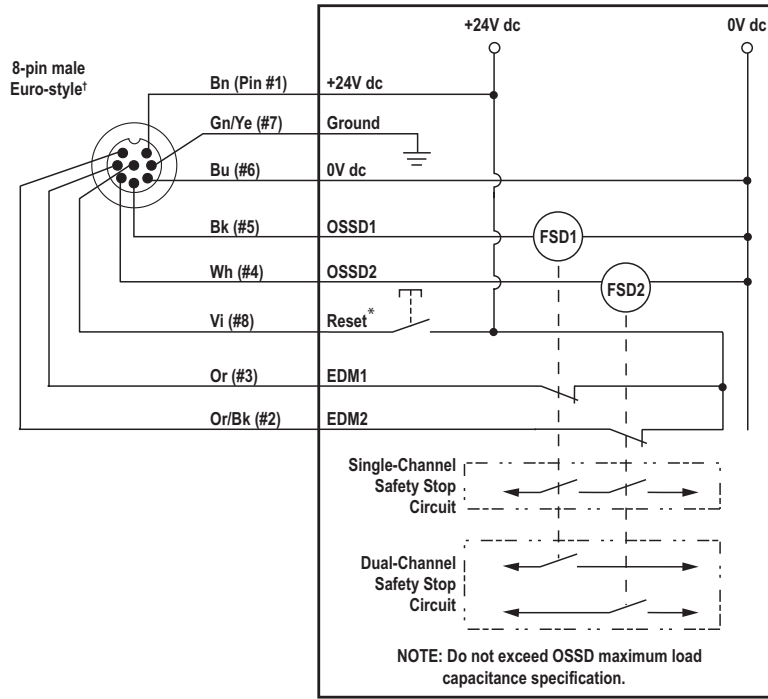 +24V dc
0V dc
8-pin male
Euro-style†
Bn (Pin #1)
+24V dc
Gn/Ye (#7)
Ground
Bu (#6)
0V dc
Bk (#5)
OSSD1
FSD1
Wh (#4)
OSSD2
FSD2
Vi (#8)
Reset*
Or (#3)
EDM1
Or/Bk (#2)
EDM2
Single-Channel
Safety Stop
Circuit
Dual-Channel
Safety Stop
Circuit
NOTE: Do not exceed OSSD maximum load
capacitance specification.